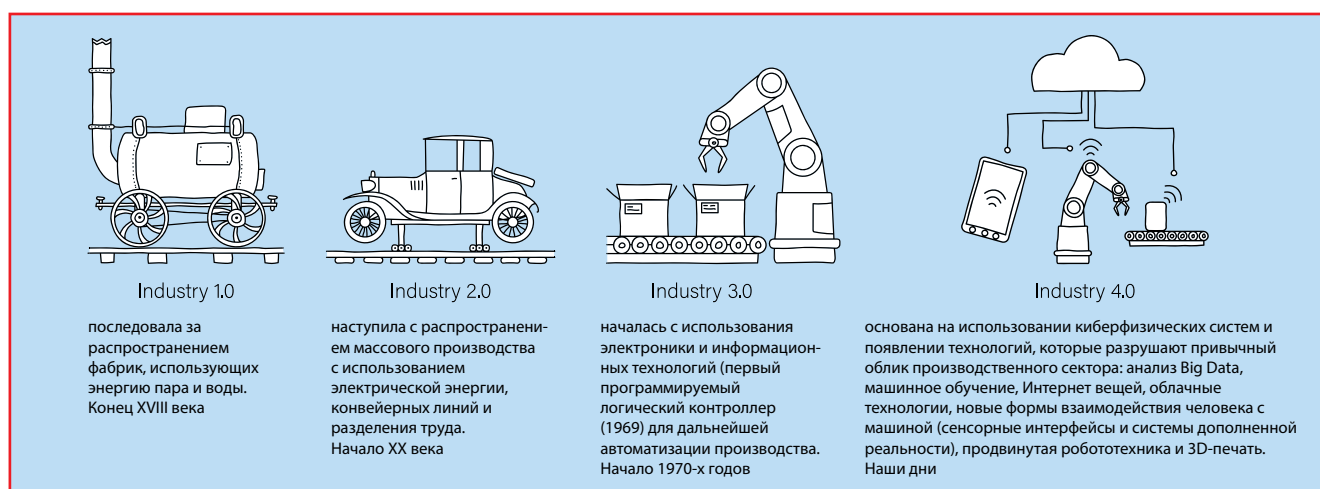 Industry 1.0
последовала за
распространением
фабрик, использующих
энергию пара и воды.
Конец XVIII века
Industry 2.0
наступила с распространени-
ем массового производства
с использованием
электрической энергии,
конвейерных линий и
разделения труда.
Начало XX века
Industry 3.0
началась с использования
электроники и информацион-
ных технологий (первый
программируемый
логический контроллер
(1969) для дальнейшей
автоматизации производства.
Начало 1970-х годов
Industry 4.0
основана на использовании киберфизических систем и
появлении технологий, которые разрушают привычный
облик производственного сектора: анализ Big Data,
машинное обучение, Интернет вещей, облачные
технологии, новые формы взаимодействия человека с
машиной (сенсорные интерфейсы и системы дополненной
реальности), продвинутая робототехника и 3D-печать.
Наши дни